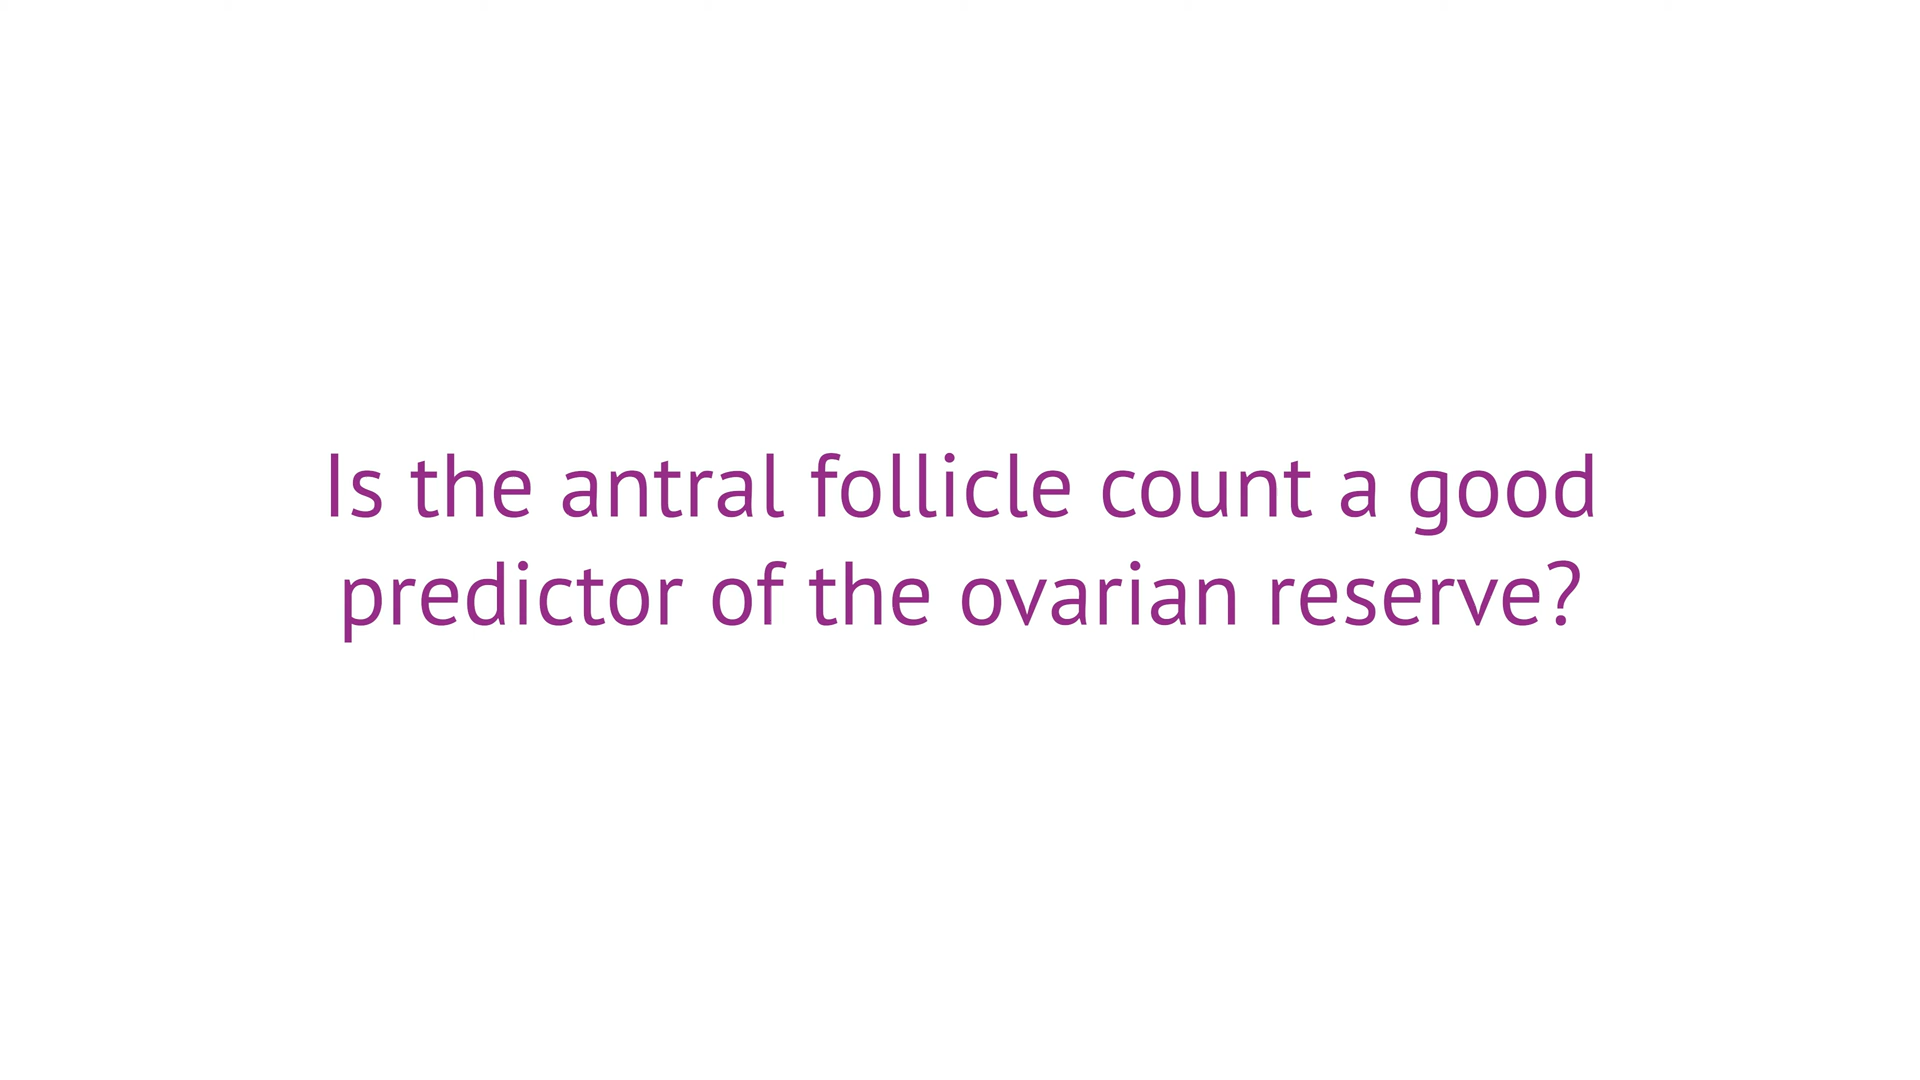 Is the antral follicle count a good
predictor of the ovarian reserve?